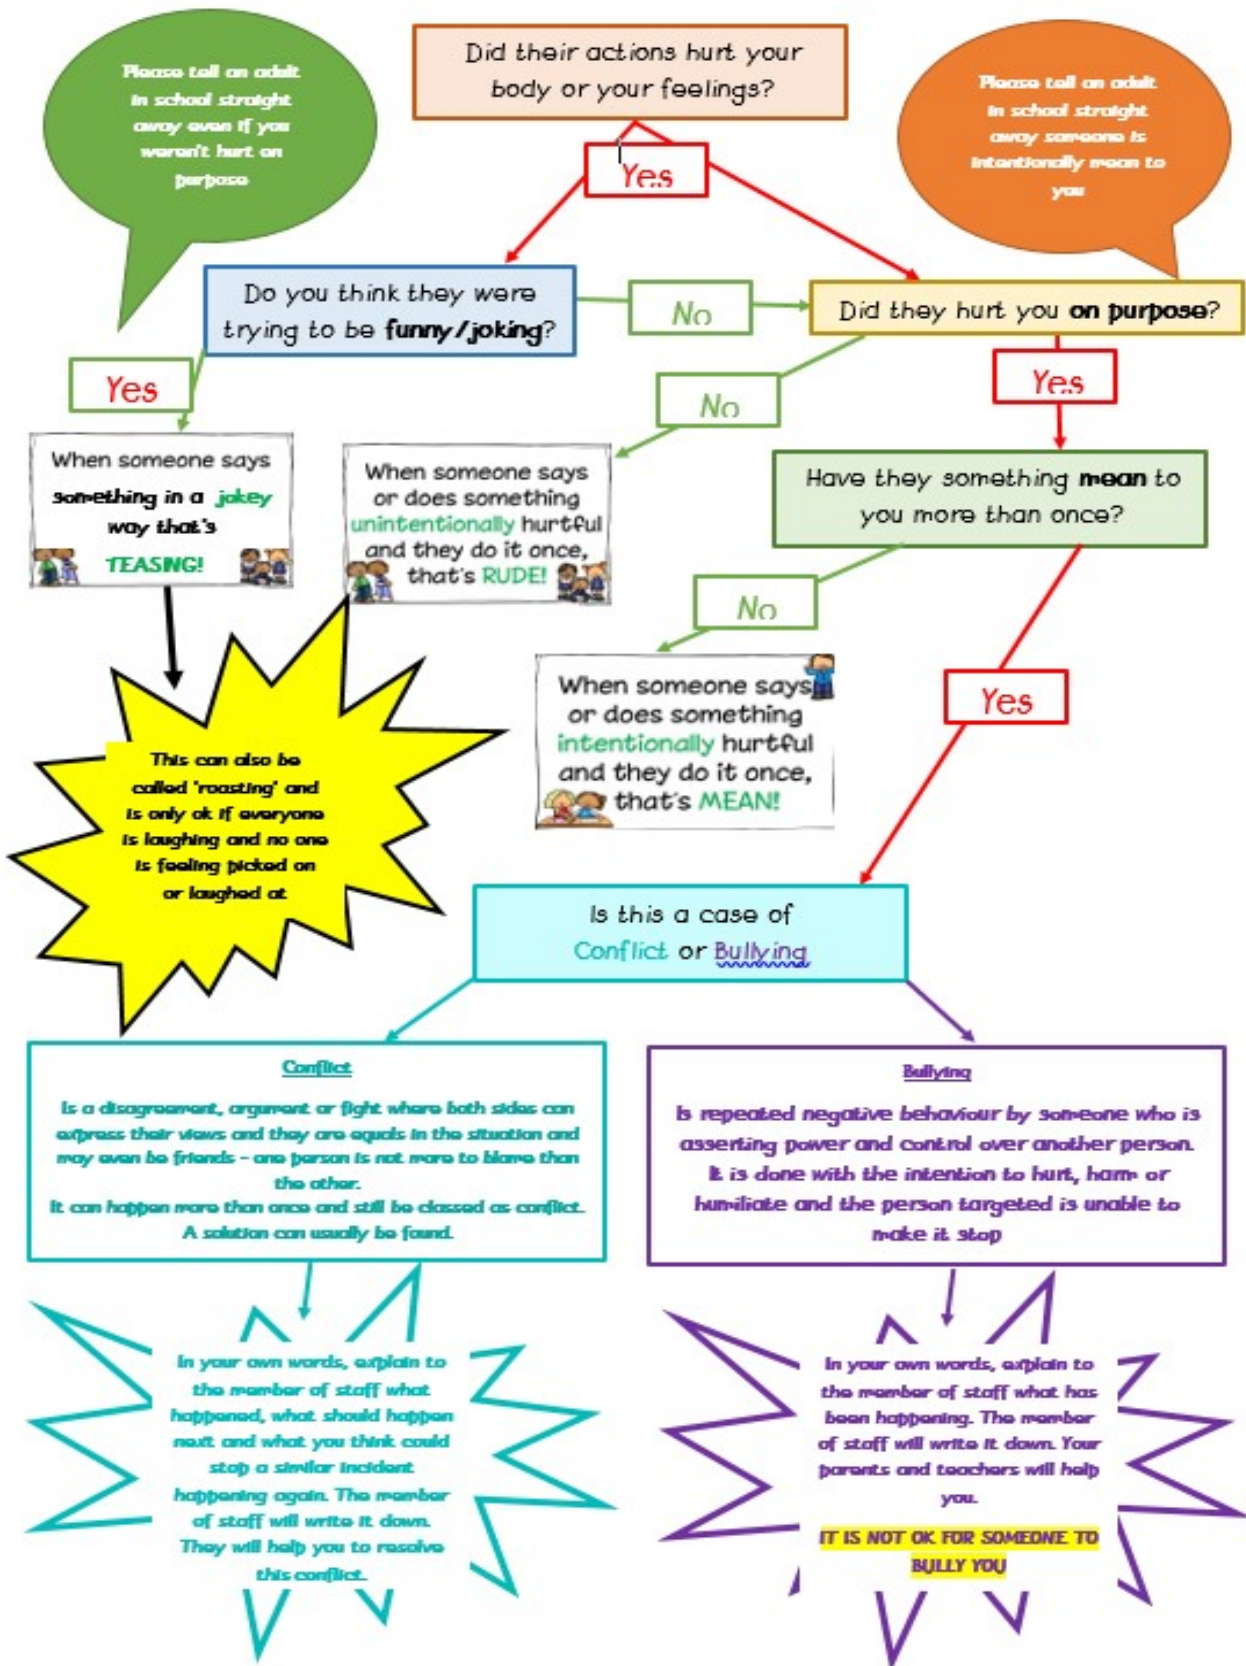 Please tell an adult
in school straight
away even if you
weren't hurt on
purpose
Did their actions hurt your
body or your feelings?
Please tell an adult
in school straight
away someone is
intentionally mean to
you
Yes
Do you think they were
trying to be funny/joking?
No
Did they hurt you on purpose?
Yes
No
Yes
When someone says
something in a jokey
way that's
TEASING!
When someone says
or does something
unintentionally hurtful
and they do it once,
that's RUDE!
Have they something mean to
you more than once?
No
Yes
When someone says
or does something
intentionally hurtful
and they do it once,
that's MEAN!
This can also be
called 'roasting' and
is only ok if everyone
is laughing and no one
is feeling picked on
or laughed at
Is this a case of
Conflict or Bullying
Conflict
Is a disagreement, argument or fight where both sides can
express their views and they are equals in the situation and
may even be friends - one person is not more to blame than
the other.
It can happen more than once and still be classed as conflict.
A solution can usually be found.
Bullying
Is repeated negative behaviour by someone who is
asserting power and control over another person.
It is done with the intention to hurt, harm or
humiliate and the person targeted is unable to
make it stop
In your own words, explain to
the member of staff what
happened, what should happen
next and what you think could
stop a similar incident
happening again. The member
of staff will write it down.
They will help you to resolve
this conflict.
In your own words, explain to
the member of staff what has
been happening. The member
of staff will write it down. Your
parents and teachers will help
you.
IT IS NOT OK FOR SOMEONE TO
BULLY YOU